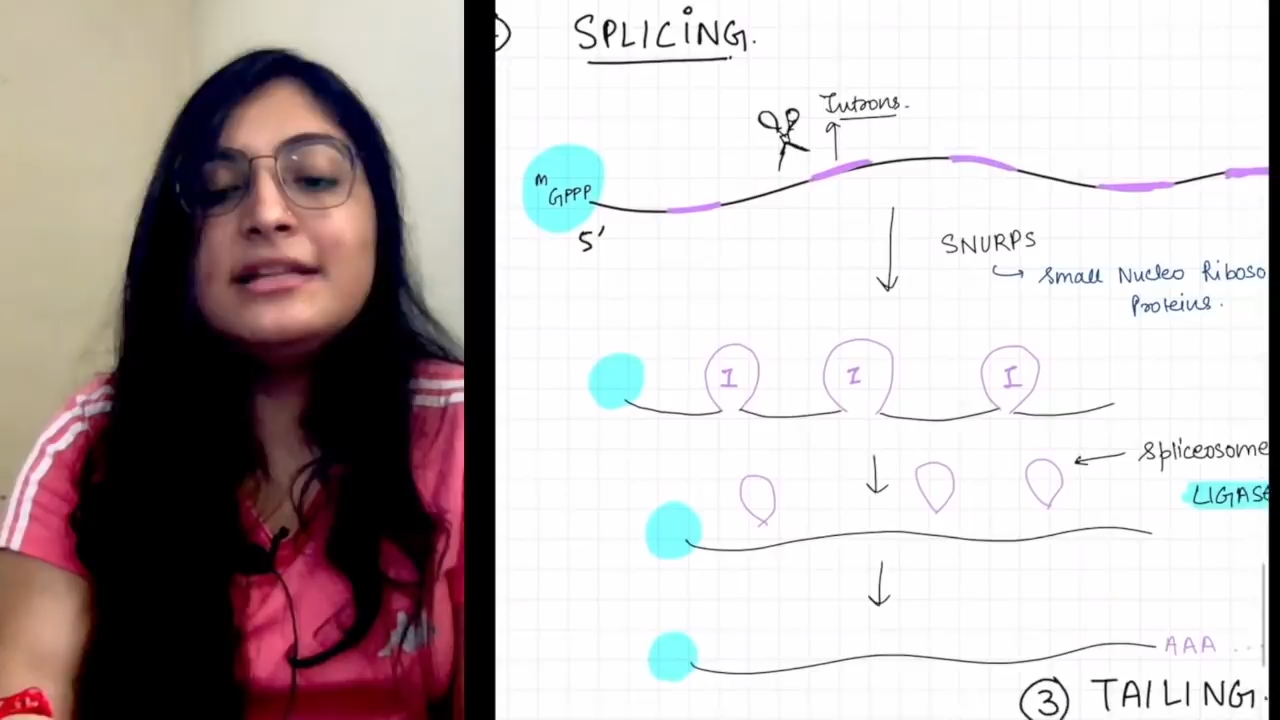 SPLICING.
Introns.
mGPPP
5'
SNURPS
Small Nucleo Riboso
Proteins.
I I I
Spliceosome
LIGASE
AAA ...
③ TAILING.